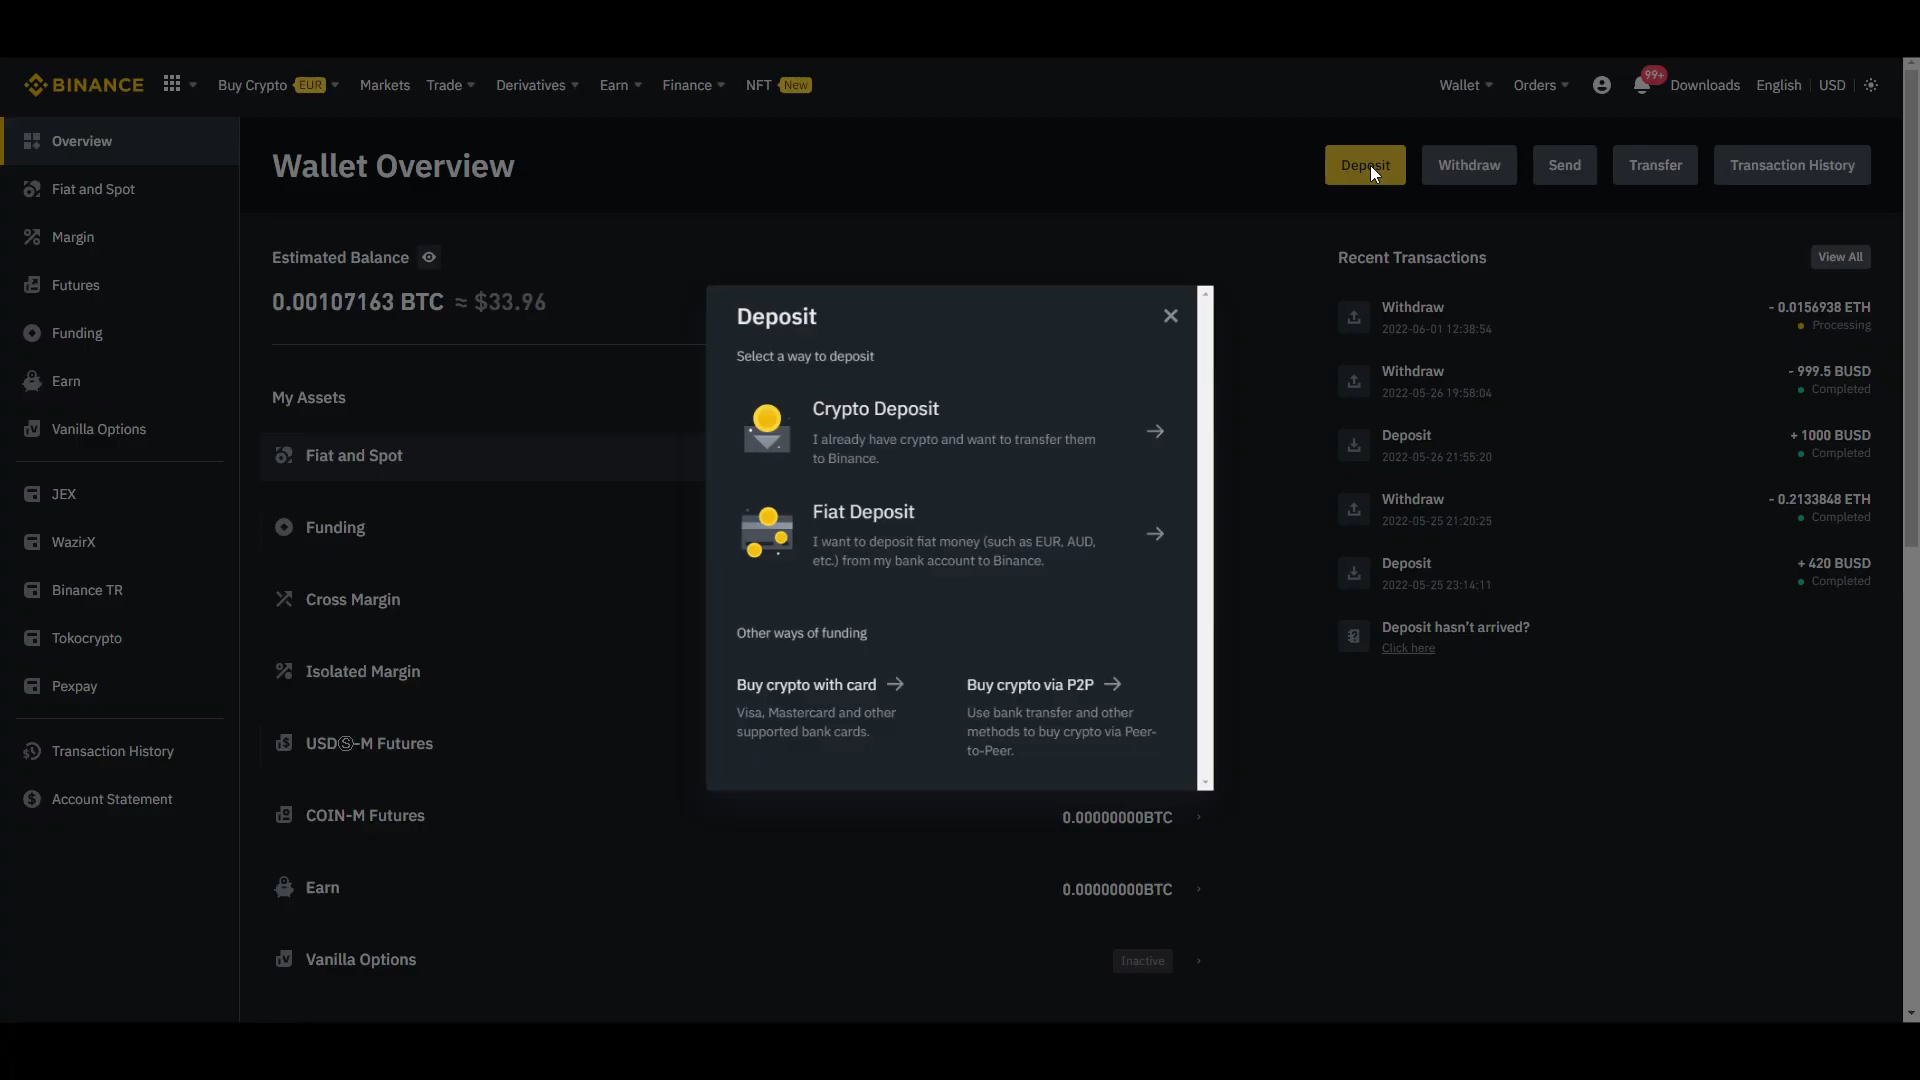 BINANCE
Buy Crypto EUR
Markets
Trade
Derivatives
Earn
Finance
NFT New
Wallet
Orders
99+
Downloads
English
USD
Overview
Fiat and Spot
Margin
Futures
Funding
Earn
Vanilla Options
JEX
WazirX
Binance TR
Tokocrypto
Pexpay
Transaction History
Account Statement
Wallet Overview
Deposit
Withdraw
Send
Transfer
Transaction History
Estimated Balance
0.00107163 BTC ≈ $33.96
My Assets
Fiat and Spot
Funding
Cross Margin
Isolated Margin
USDⓈ-M Futures
COIN-M Futures
0.00000000BTC
Earn
0.00000000BTC
Vanilla Options
Inactive
Deposit
Select a way to deposit
Crypto Deposit
I already have crypto and want to transfer them
to Binance.
Fiat Deposit
I want to deposit fiat money (such as EUR, AUD,
etc.) from my bank account to Binance.
Other ways of funding
Buy crypto with card
Visa, Mastercard and other
supported bank cards.
Buy crypto via P2P
Use bank transfer and other
methods to buy crypto via Peer-
to-Peer.
Recent Transactions
View All
Withdraw
- 0.0156938 ETH
2022-06-01 12:38:54
Processing
Withdraw
- 999.5 BUSD
2022-05-26 19:58:04
Completed
Deposit
+ 1000 BUSD
2022-05-26 21:55:20
Completed
Withdraw
- 0.2133848 ETH
2022-05-25 21:20:25
Completed
Deposit
+ 420 BUSD
2022-05-25 23:14:11
Completed
Deposit hasn't arrived?
Click here